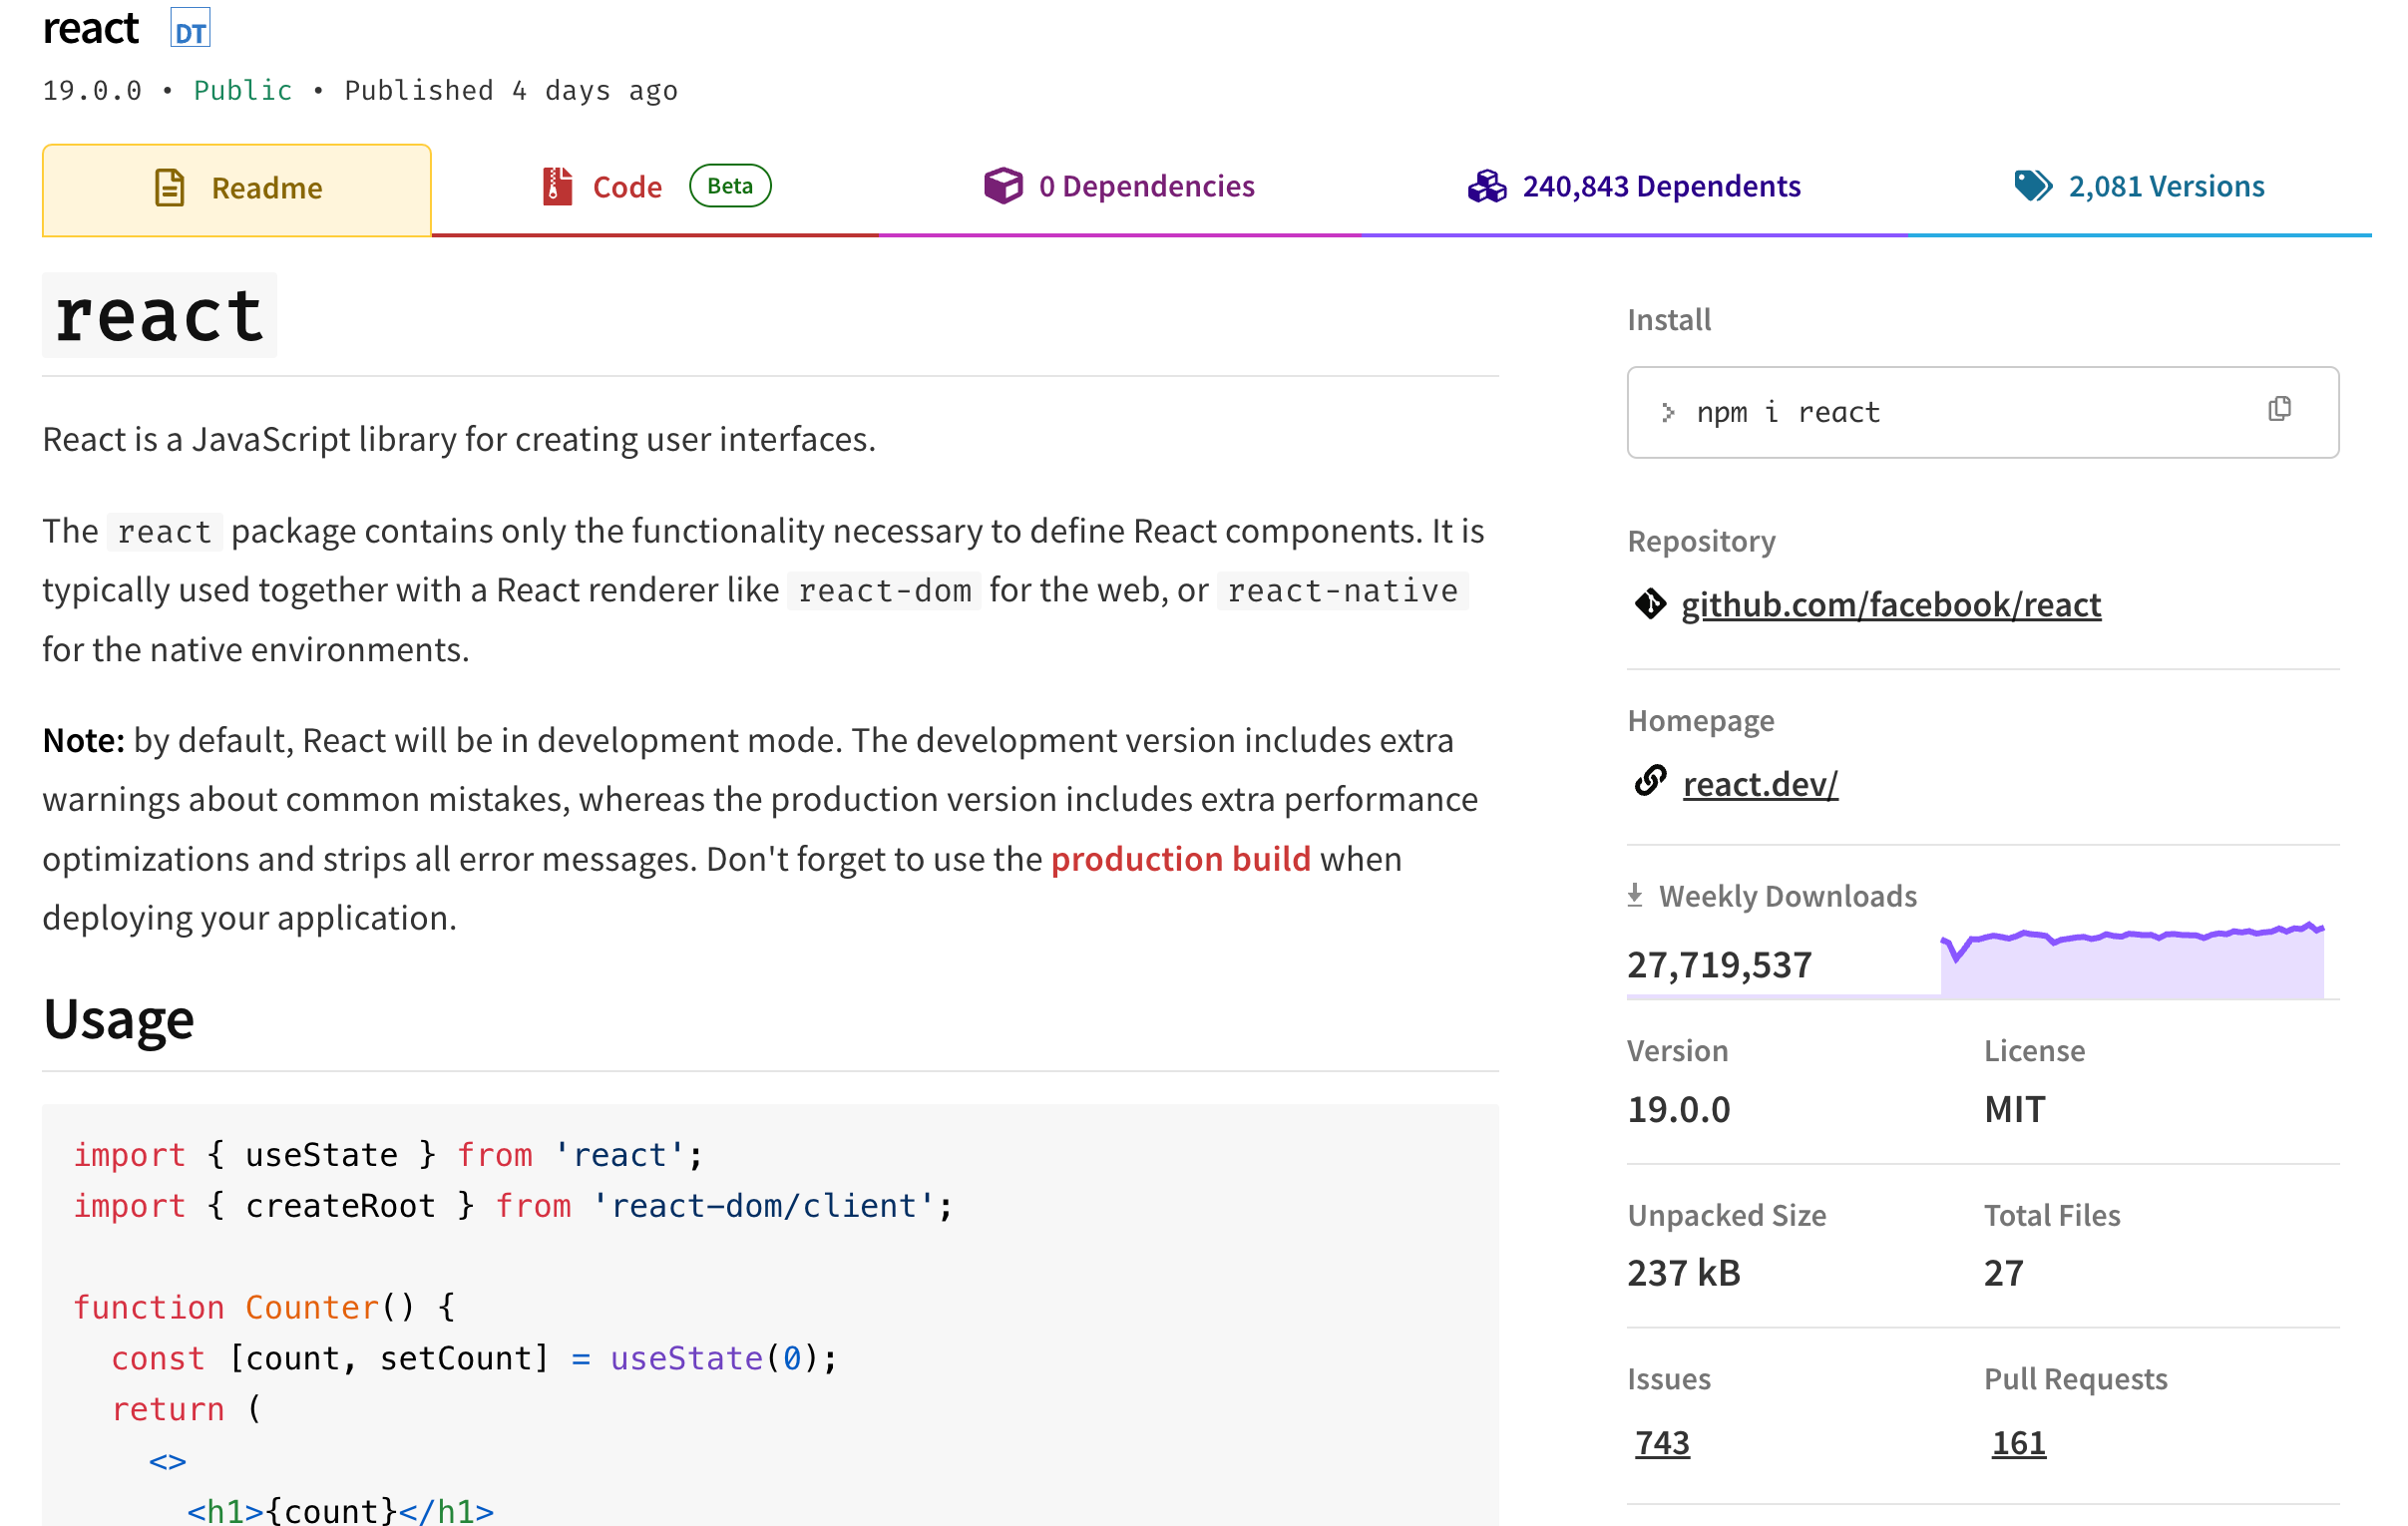 react DT
19.0.0 • Public • Published 4 days ago
Readme
Code Beta
0 Dependencies
240,843 Dependents
2,081 Versions
react
React is a JavaScript library for creating user interfaces.
The react package contains only the functionality necessary to define React components. It is
typically used together with a React renderer like react-dom for the web, or react-native
for the native environments.
Note: by default, React will be in development mode. The development version includes extra
warnings about common mistakes, whereas the production version includes extra performance
optimizations and strips all error messages. Don't forget to use the production build when
deploying your application.
Usage
import { useState } from 'react';
import { createRoot } from 'react-dom/client';
function Counter() {
  const [count, setCount] = useState(0);
  return (
    <>
      <h1>{count}</h1>
Install
> npm i react
Repository
github.com/facebook/react
Homepage
react.dev/
Weekly Downloads
27,719,537
Version
19.0.0
License
MIT
Unpacked Size
237 kB
Total Files
27
Issues
743
Pull Requests
161